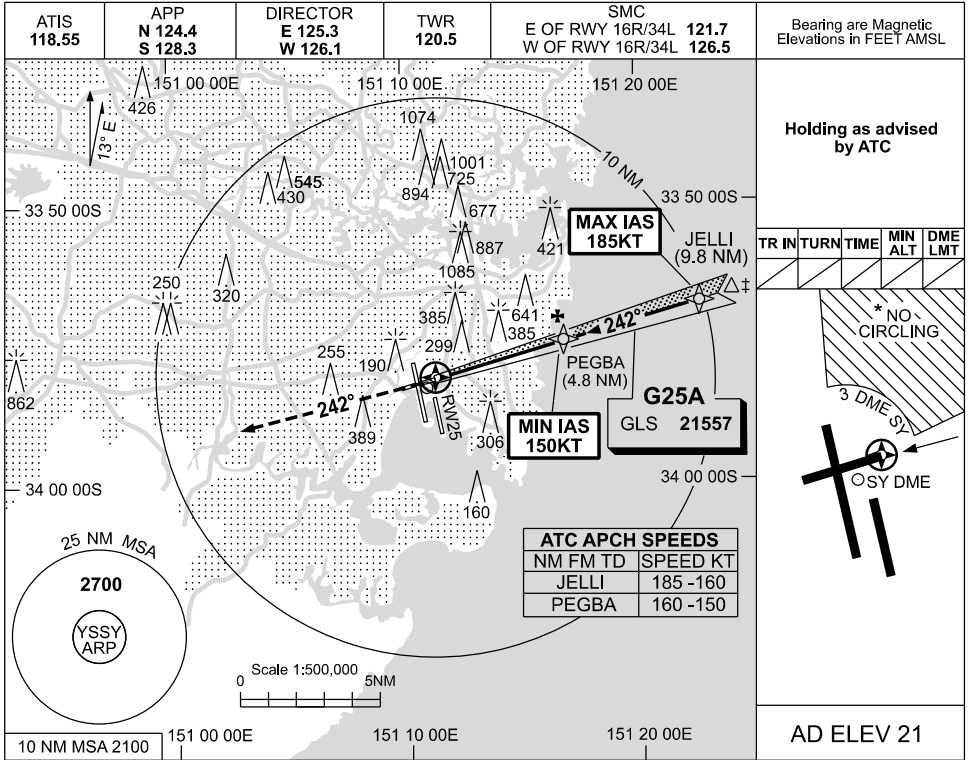 ATIS
118.55
APP
N 124.4
S 128.3
DIRECTOR
E 125.3
W 126.1
TWR
120.5
SMC
E OF RWY 16R/34L 121.7
W OF RWY 16R/34L 126.5
Bearing are Magnetic
Elevations in FEET AMSL
151 00 00E
151 10 00E
151 20 00E
426
13° E
1074
1001
725
894
545
430
10 NM
677
33 50 00S
33 50 00S
887
1085
421
MAX IAS
185KT
JELLI
(9.8 NM)
‡
320
250
385
641
385
299
242°
190
255
PEGBA
(4.8 NM)
862
242°
389
RW25
306
MIN IAS
150KT
G25A
GLS 21557
34 00 00S
34 00 00S
160
ATC APCH SPEEDS
NM FM TD SPEED KT
JELLI 185 -160
PEGBA 160 -150
25 NM MSA
2700
YSSY
ARP
Scale 1:500,000
0 5NM
10 NM MSA 2100
151 00 00E
151 10 00E
151 20 00E
Holding as advised
by ATC
TR IN TURN TIME MIN ALT DME LMT
* NO
CIRCLING
3 DME SY
SY DME
AD ELEV 21